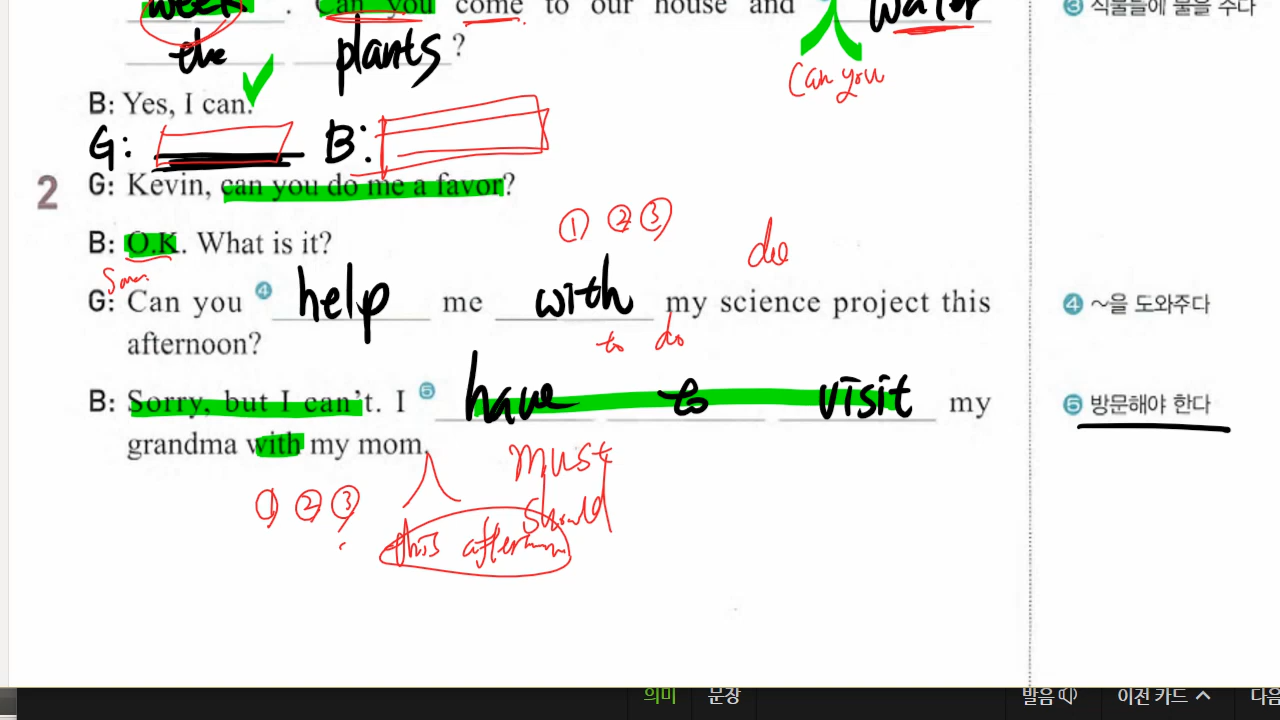 week. Can you come to our house and water
③ 식물들에 물을 주다
the plants?
Can you
B: Yes, I can.
G: B:
2 G: Kevin, can you do me a favor?
① ② ③
B: O.K. What is it?
G: Can you ④ help me with my science project this
④ ~을 도와주다
to do
afternoon?
B: Sorry, but I can't. I ⑤ have to visit my
⑤ 방문해야 한다
grandma with my mom.
must
① ② ③
should
this afternoon
의미 문장 발음 이전 카드 다음